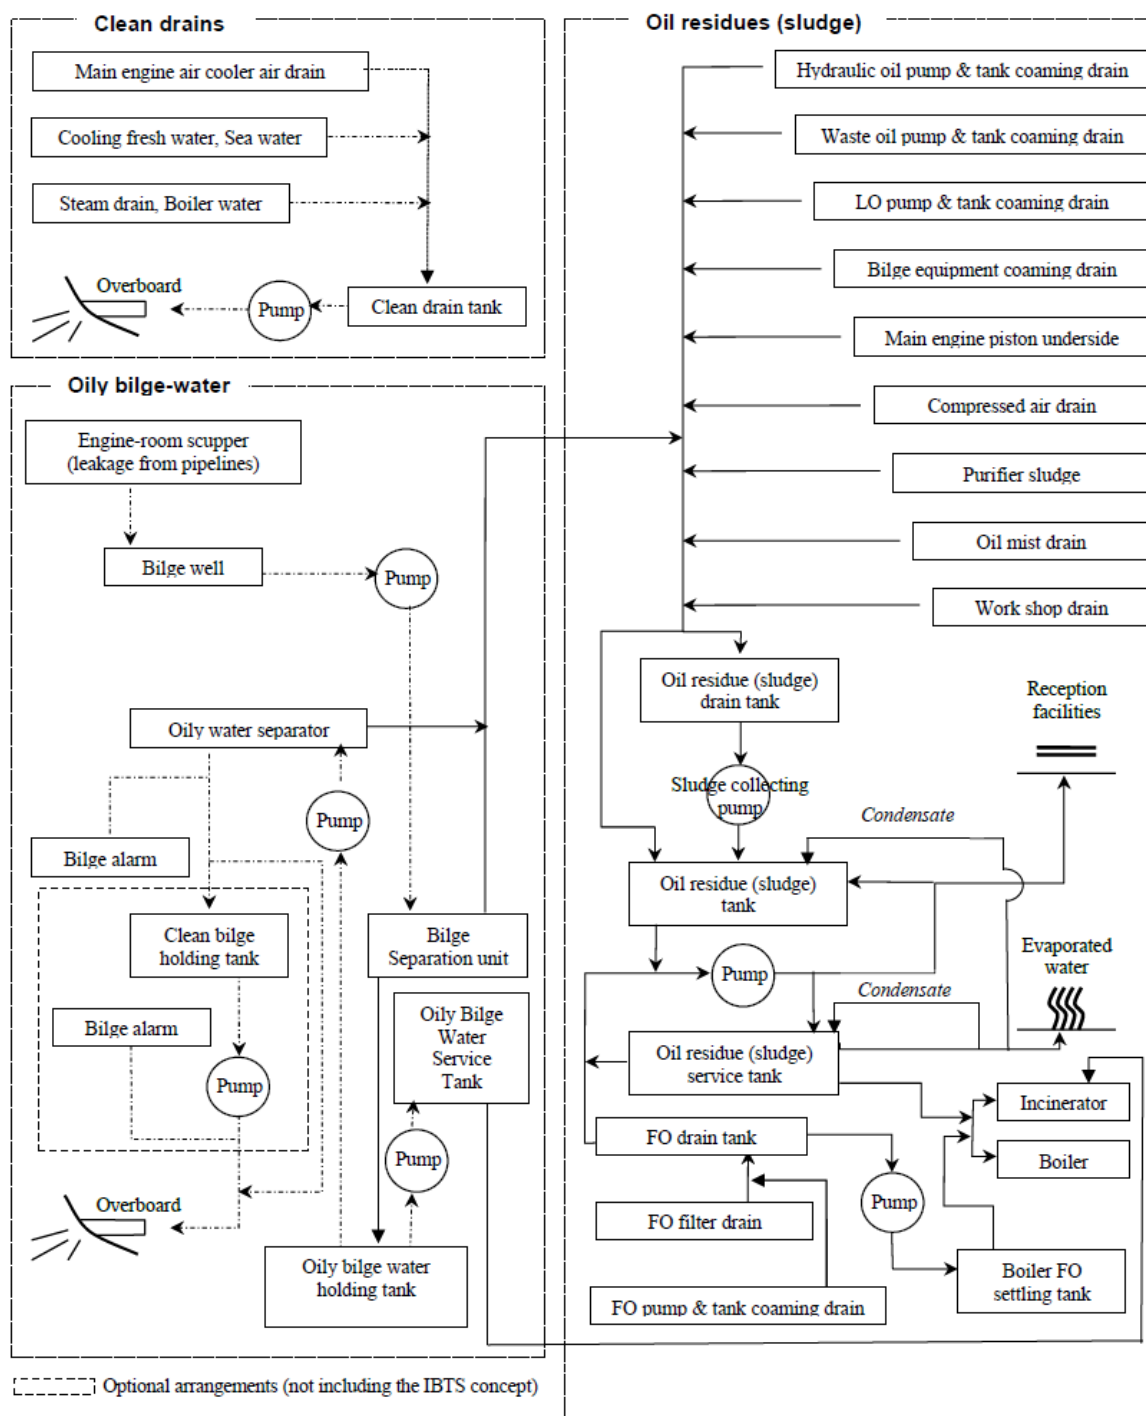 Clean drains
Main engine air cooler air drain
Cooling fresh water, Sea water
Steam drain, Boiler water
Overboard
Pump
Clean drain tank
Oily bilge-water
Engine-room scupper
(leakage from pipelines)
Bilge well
Pump
Oily water separator
Pump
Bilge alarm
Clean bilge
holding tank
Bilge
Separation unit
Bilge alarm
Oily Bilge
Water
Service
Tank
Pump
Pump
Overboard
Oily bilge water
holding tank
Optional arrangements (not including the IBTS concept)
Oil residues (sludge)
Hydraulic oil pump & tank coaming drain
Waste oil pump & tank coaming drain
LO pump & tank coaming drain
Bilge equipment coaming drain
Main engine piston underside
Compressed air drain
Purifier sludge
Oil mist drain
Work shop drain
Oil residue (sludge)
drain tank
Reception
facilities
Sludge collecting
pump
Condensate
Oil residue (sludge)
tank
Pump
Evaporated
water
Condensate
Oil residue (sludge)
service tank
Incinerator
FO drain tank
Boiler
Pump
FO filter drain
Boiler FO
settling tank
FO pump & tank coaming drain